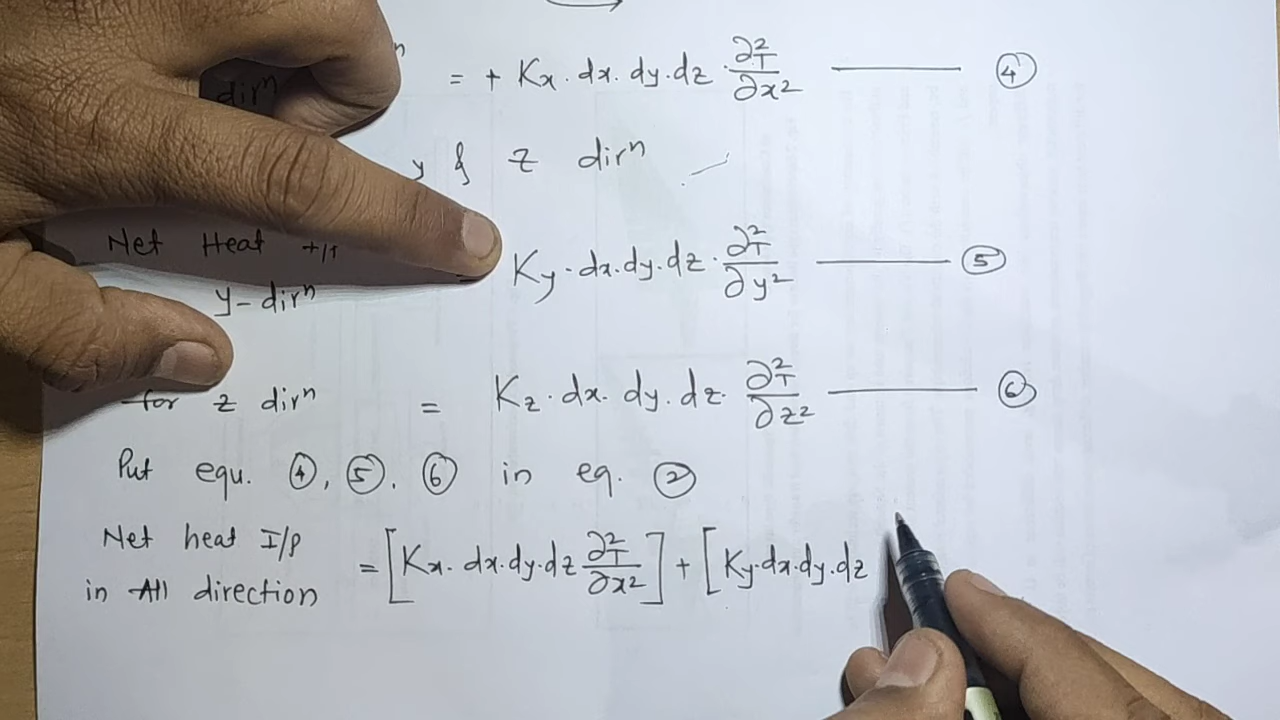 dirⁿ = + Kx . dx . dy . dz . ∂²T/∂x² ——— ④
y & z dirⁿ
Net Heat
y-dirⁿ = Ky . dx . dy . dz . ∂²T/∂y² ——— ⑤
for z dirⁿ = Kz . dx . dy . dz . ∂²T/∂z² ——— ⑥
Put equ. ④, ⑤, ⑥ in eq. ②
Net heat I/p
in All direction = [Kx . dx . dy . dz ∂²T/∂x²] + [Ky . dx . dy . dz